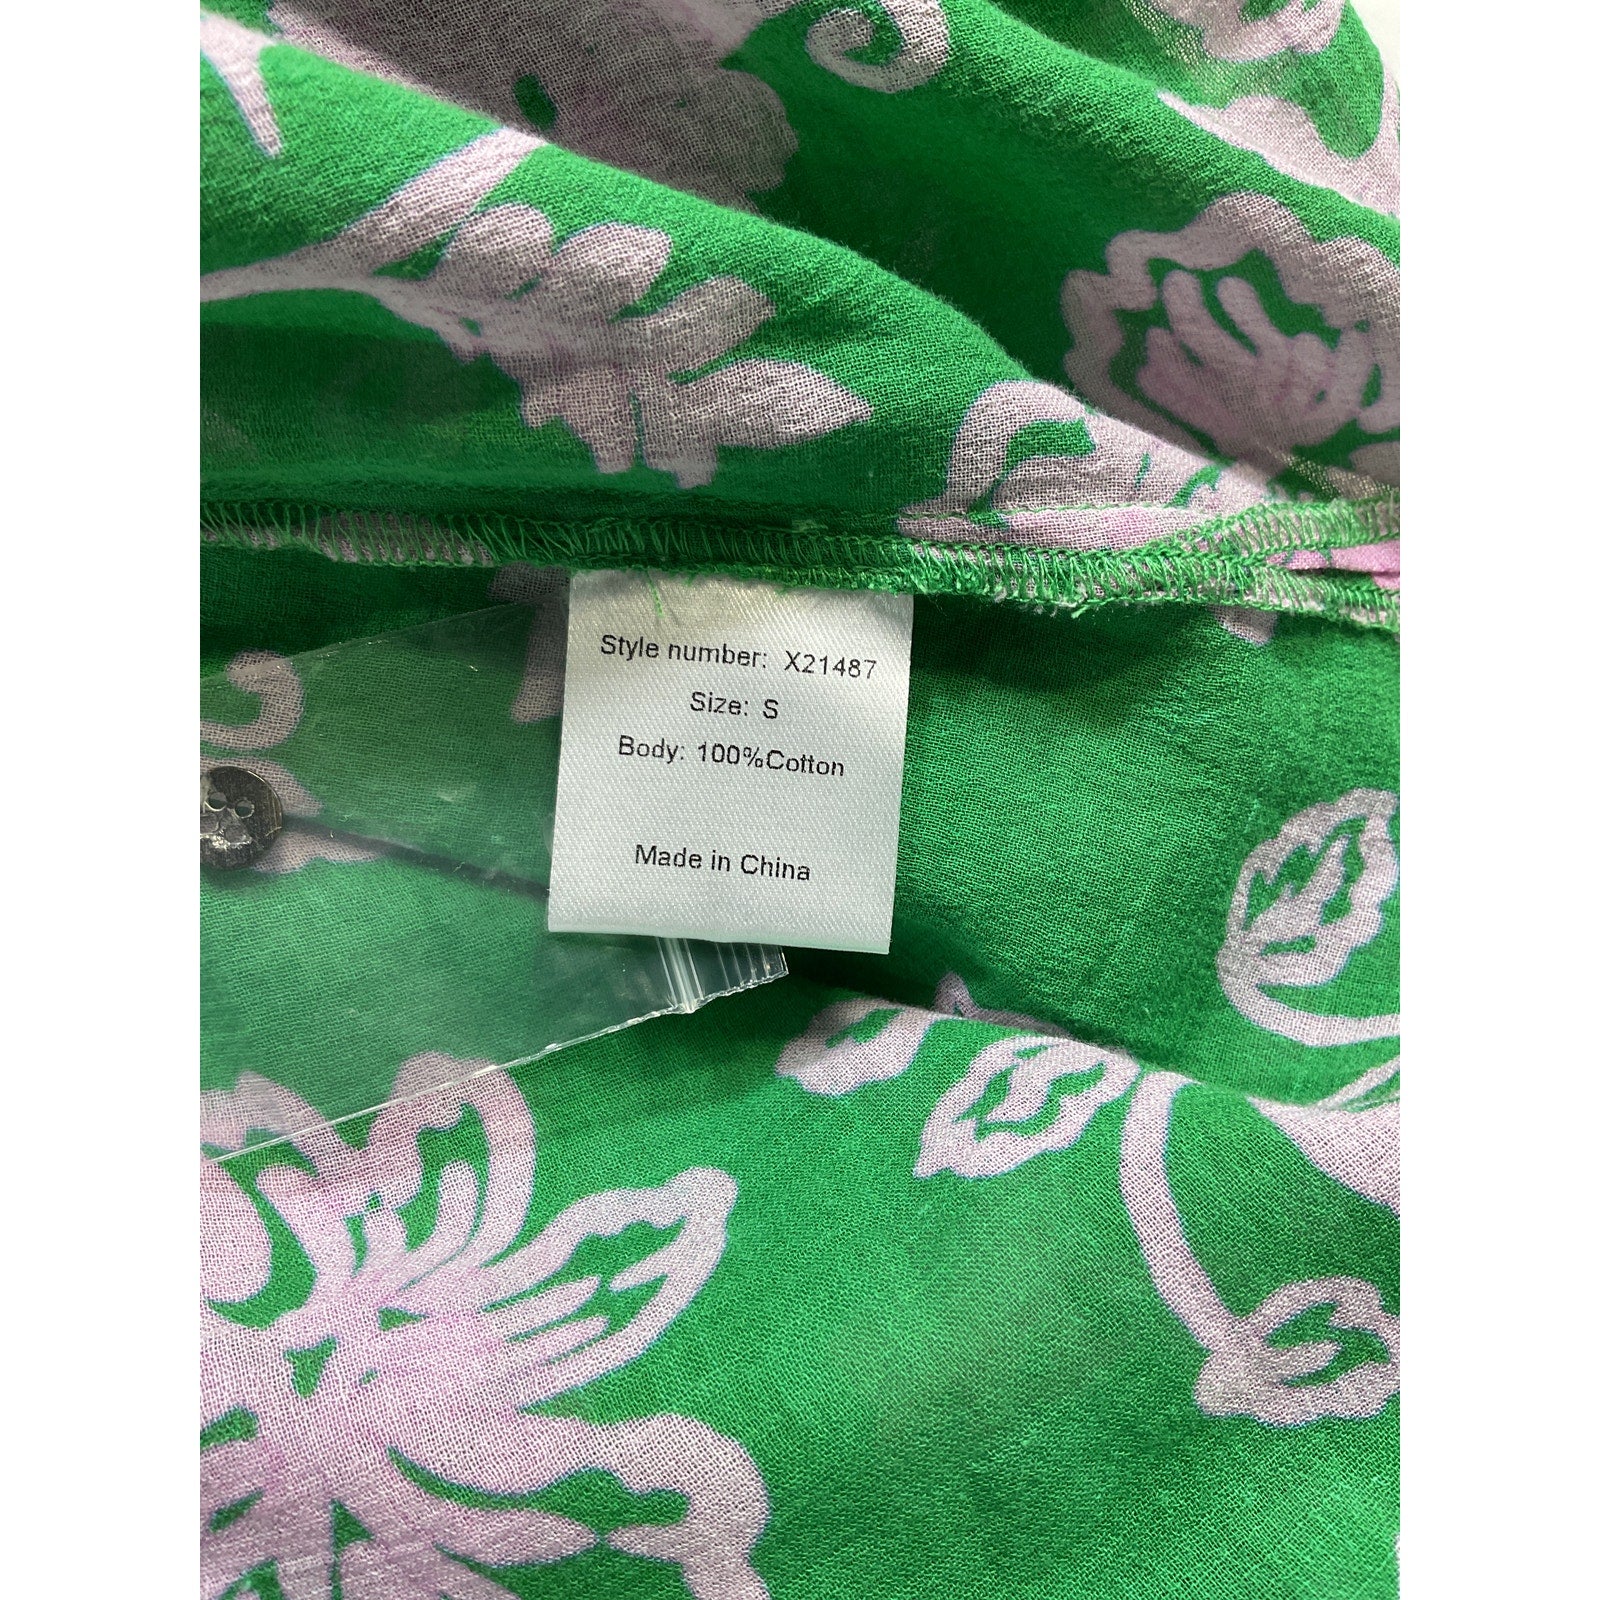 Style number: X21487
Size: S
Body: 100%Cotton
Made in China